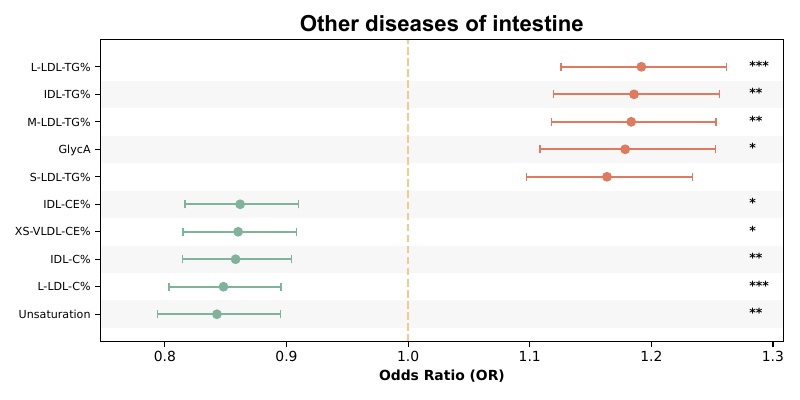 Other diseases of intestine
L-LDL-TG% ***
IDL-TG% **
M-LDL-TG% **
GlycA *
S-LDL-TG%
IDL-CE% *
XS-VLDL-CE% *
IDL-C% **
L-LDL-C% ***
Unsaturation **
0.8 0.9 1.0 1.1 1.2 1.3
Odds Ratio (OR)